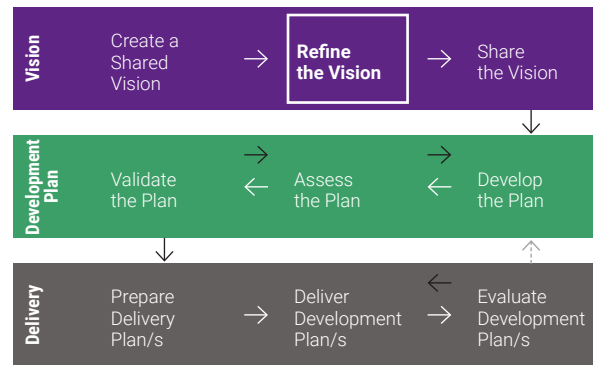 Vision
Create a
Shared
Vision
Refine
the Vision
Share
the Vision
Development
Plan
Validate
the Plan
Assess
the Plan
Develop
the Plan
Delivery
Prepare
Delivery
Plan/s
Deliver
Development
Plan/s
Evaluate
Development
Plan/s